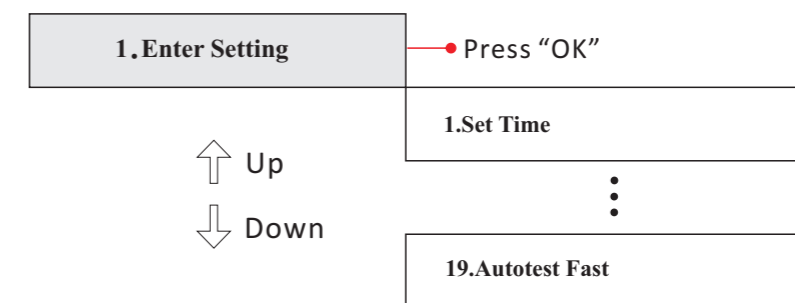 1.Enter Setting
Press “OK”
1.Set Time
Up
Down
19.Autotest Fast